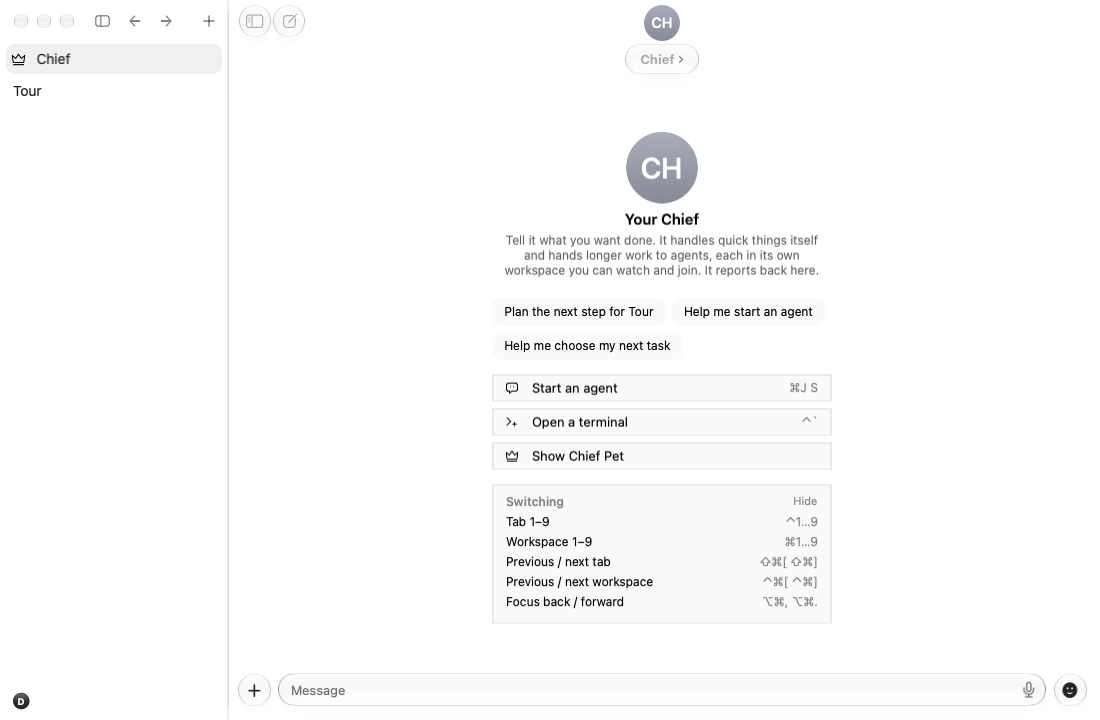 Chief
Tour
CH
Chief ›
CH
Your Chief
Tell it what you want done. It handles quick things itself
and hands longer work to agents, each in its own
workspace you can watch and join. It reports back here.
Plan the next step for Tour
Help me start an agent
Help me choose my next task
Start an agent ⌘J S
Open a terminal ^`
Show Chief Pet
Switching Hide
Tab 1–9 ^1...9
Workspace 1–9 ⌘1...9
Previous / next tab ⇧⌘[ ⇧⌘]
Previous / next workspace ^⌘[ ^⌘]
Focus back / forward ⌥⌘, ⌥⌘.
Message
D